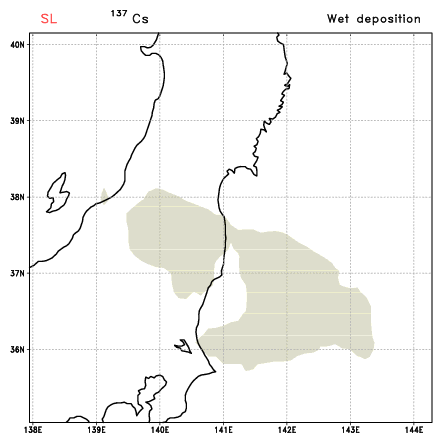 SL ¹³⁷Cs Wet deposition
40N
39N
38N
37N
36N
138E 139E 140E 141E 142E 143E 144E